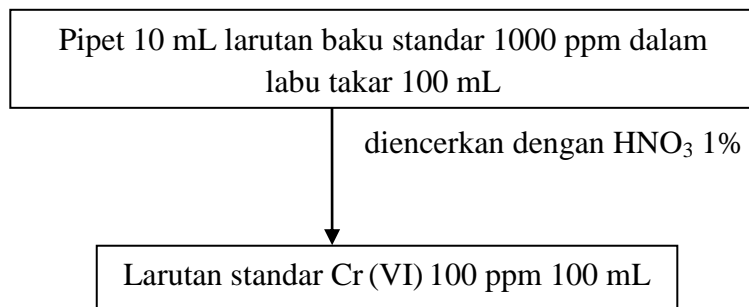 Pipet 10 mL larutan baku standar 1000 ppm dalam
labu takar 100 mL
diencerkan dengan HNO₃ 1%
Larutan standar Cr (VI) 100 ppm 100 mL